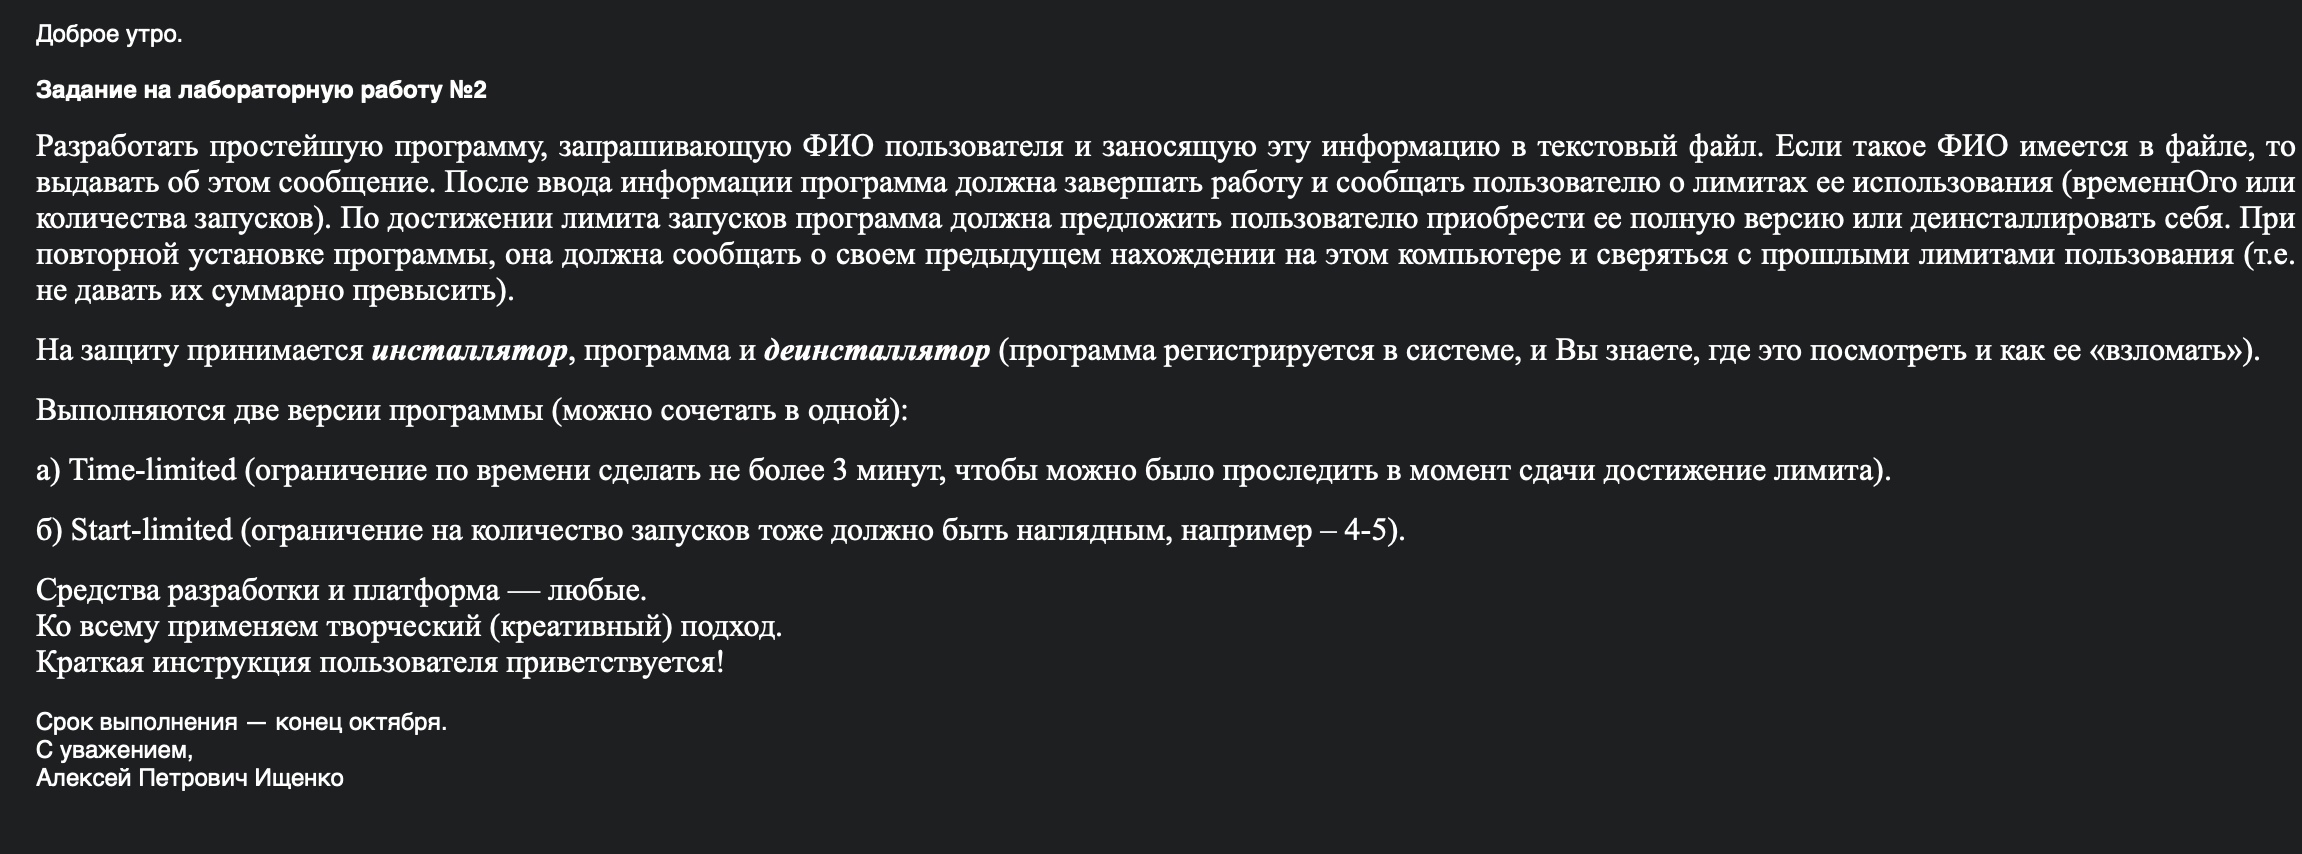 Доброе утро.
Задание на лабораторную работу №2
Разработать простейшую программу, запрашивающую ФИО пользователя и заносящую эту информацию в текстовый файл. Если такое ФИО имеется в файле, то
выдавать об этом сообщение. После ввода информации программа должна завершать работу и сообщать пользователю о лимитах ее использования (временнОго или
количества запусков). По достижении лимита запусков программа должна предложить пользователю приобрести ее полную версию или деинсталлировать себя. При
повторной установке программы, она должна сообщать о своем предыдущем нахождении на этом компьютере и сверяться с прошлыми лимитами пользования (т.е.
не давать их суммарно превысить).
На защиту принимается инсталлятор, программа и деинсталлятор (программа регистрируется в системе, и Вы знаете, где это посмотреть и как ее «взломать»).
Выполняются две версии программы (можно сочетать в одной):
а) Time-limited (ограничение по времени сделать не более 3 минут, чтобы можно было проследить в момент сдачи достижение лимита).
б) Start-limited (ограничение на количество запусков тоже должно быть наглядным, например – 4-5).
Средства разработки и платформа — любые.
Ко всему применяем творческий (креативный) подход.
Краткая инструкция пользователя приветствуется!
Срок выполнения — конец октября.
С уважением,
Алексей Петрович Ищенко